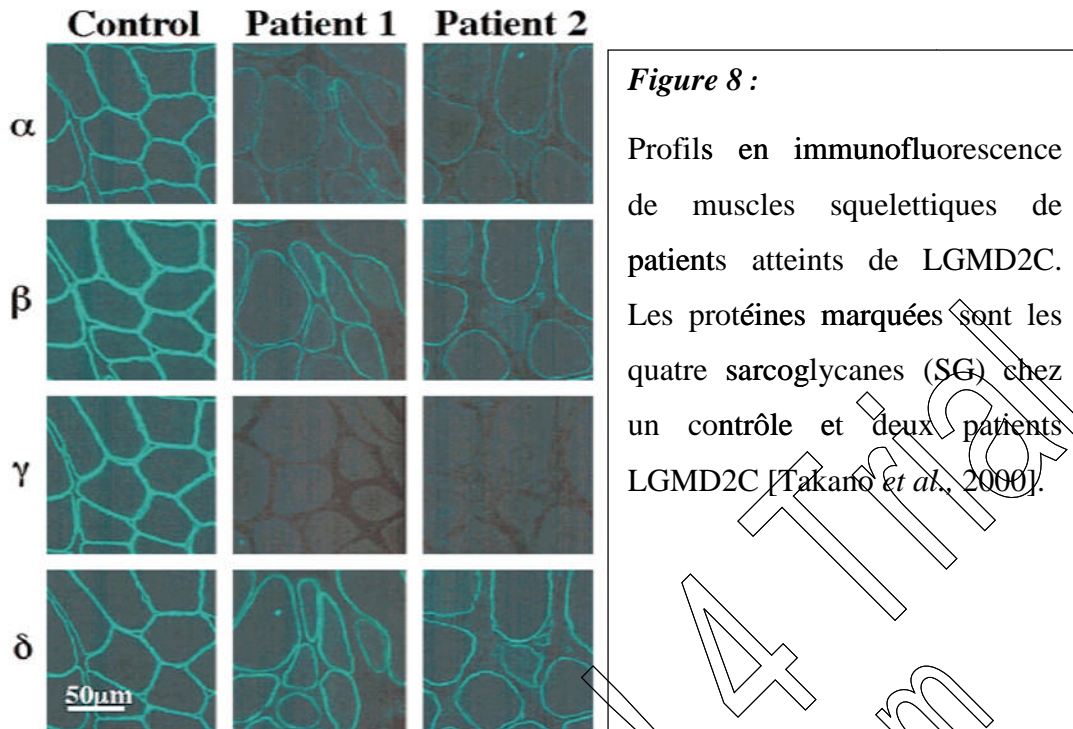 Control Patient 1 Patient 2
α
β
γ
δ
50μm
Figure 8 :
Profils en immunofluorescence
de muscles squelettiques de
patients atteints de LGMD2C.
Les protéines marquées sont les
quatre sarcoglycanes (SG) chez
un contrôle et deux patients
LGMD2C [Takano et al., 2000].
4 Trial
m